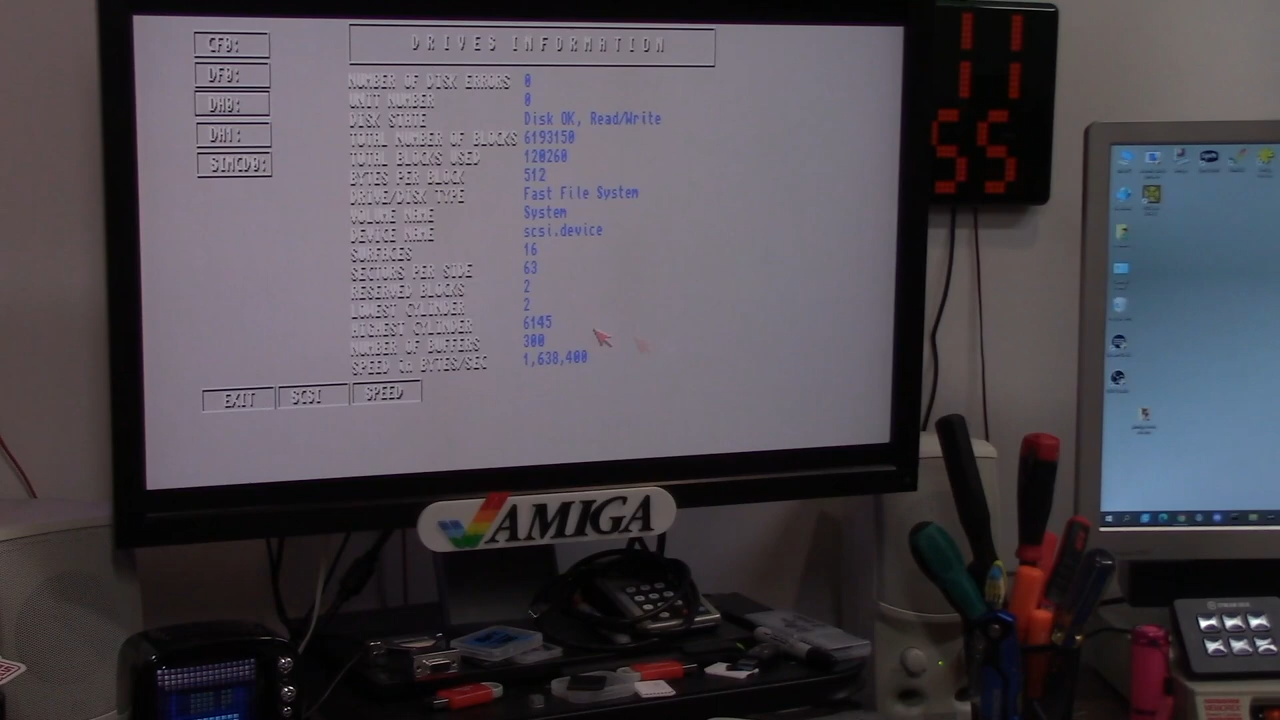 CF0:
DF0:
DH0:
DH1:
SIMCD0:
DRIVES INFORMATION
NUMBER OF DISK ERRORS 0
UNIT NUMBER 0
DISK STATE Disk OK, Read/Write
TOTAL NUMBER OF BLOCKS 6193150
TOTAL BLOCKS USED 120260
BYTES PER BLOCK 512
DRIVE/DISK TYPE Fast File System
VOLUME NAME System
DEVICE NAME scsi.device
SURFACES 16
SECTORS PER SIDE 63
RESERVED BLOCKS 2
LOWEST CYLINDER 2
HIGHEST CYLINDER 6145
NUMBER OF BUFFERS 300
SPEED IN BYTES/SEC 1,638,400
EXIT SCSI SPEED
11
55
AMIGA